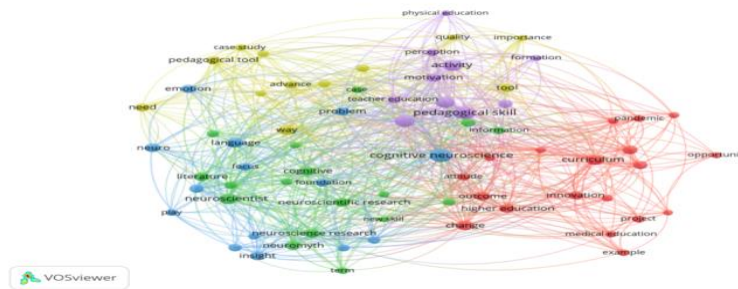 physical education
quality
importance
case study
perception
formation
pedagogical tool
activity
motivation
emotion
advance
case
tool
need
teacher education
problem
pedagogical skill
pandemic
way
information
neuro
language
cognitive neuroscience
curriculum
opportuni
focus
cognitive
attitude
literature
foundation
neuroscientist
neuroscientific research
outcome
innovation
play
new skill
higher education
project
change
neuroscience research
medical education
neuromyth
insight
example
term
VOSviewer